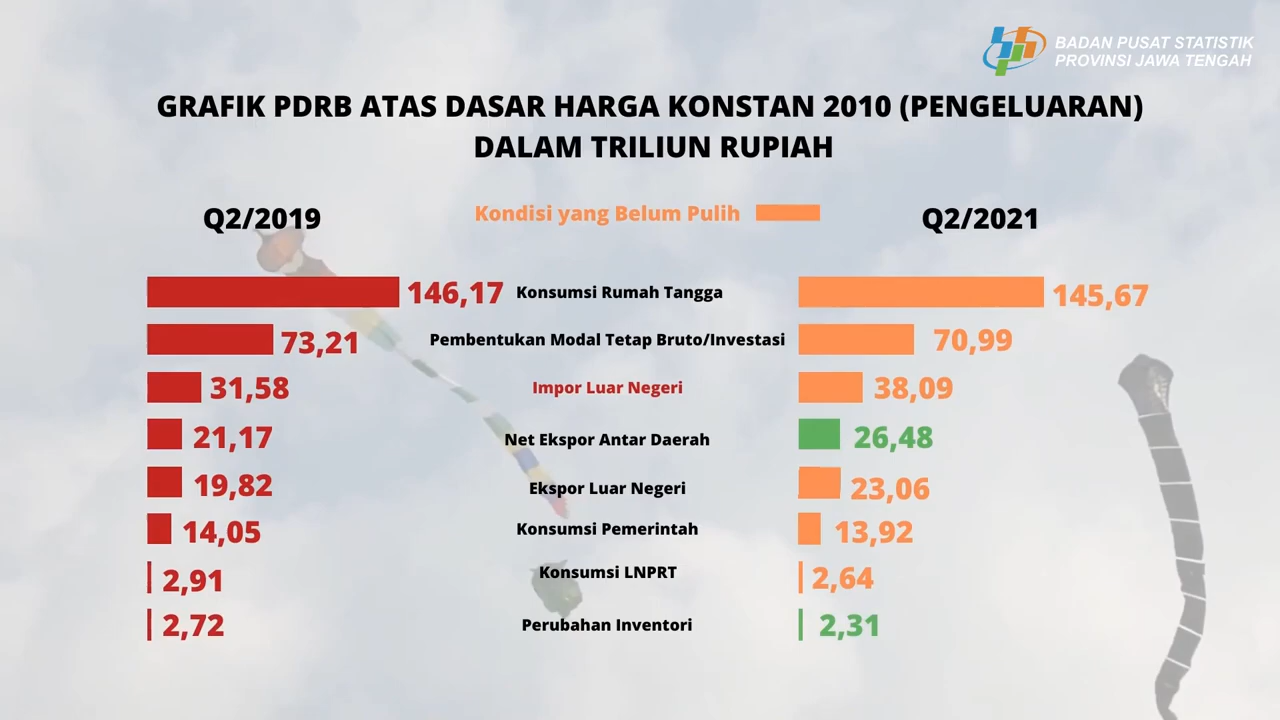 BADAN PUSAT STATISTIK
PROVINSI JAWA TENGAH
GRAFIK PDRB ATAS DASAR HARGA KONSTAN 2010 (PENGELUARAN)
DALAM TRILIUN RUPIAH
Q2/2019
Kondisi yang Belum Pulih
Q2/2021
146,17 Konsumsi Rumah Tangga 145,67
73,21 Pembentukan Modal Tetap Bruto/Investasi 70,99
31,58 Impor Luar Negeri 38,09
21,17 Net Ekspor Antar Daerah 26,48
19,82 Ekspor Luar Negeri 23,06
14,05 Konsumsi Pemerintah 13,92
2,91 Konsumsi LNPRT 2,64
2,72 Perubahan Inventori 2,31